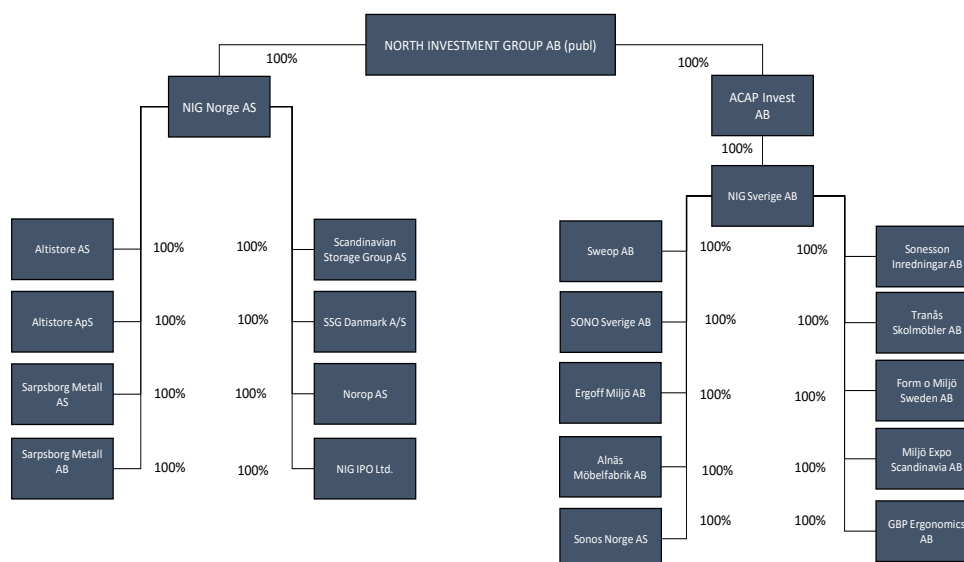 NORTH INVESTMENT GROUP AB (publ)
100%
100%
NIG Norge AS
ACAP Invest
AB
100%
NIG Sverige AB
Altistore AS
100%
100%
Scandinavian
Storage Group AS
Altistore ApS
100%
100%
SSG Danmark A/S
Sarpsborg Metall
AS
100%
100%
Norop AS
Sarpsborg Metall
AB
100%
100%
NIG IPO Ltd.
Sweop AB
100%
100%
Sonesson
Inredningar AB
SONO Sverige AB
100%
100%
Tranås
Skolmöbler AB
Ergoff Miljö AB
100%
100%
Form o Miljö
Sweden AB
Alnäs
Möbelfabrik AB
100%
100%
Miljö Expo
Scandinavia AB
Sonos Norge AS
100%
100%
GBP Ergonomics
AB